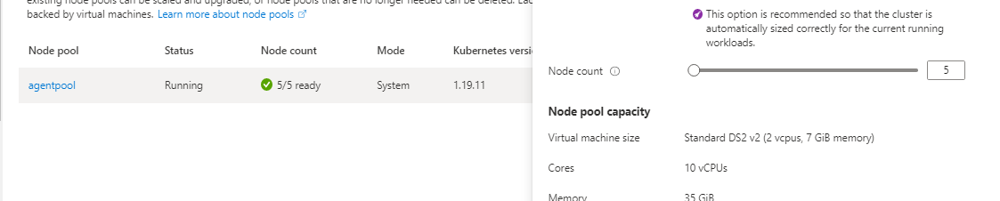 existing node pools can be scaled and upgraded, or node pools that are no longer needed can be deleted. Eac
backed by virtual machines. Learn more about node pools
Node pool Status Node count Mode Kubernetes versi
agentpool Running 5/5 ready System 1.19.11
This option is recommended so that the cluster is
automatically sized correctly for the current running
workloads.
Node count 5
Node pool capacity
Virtual machine size Standard DS2 v2 (2 vcpus, 7 GiB memory)
Cores 10 vCPUs
Memory 35 GiB